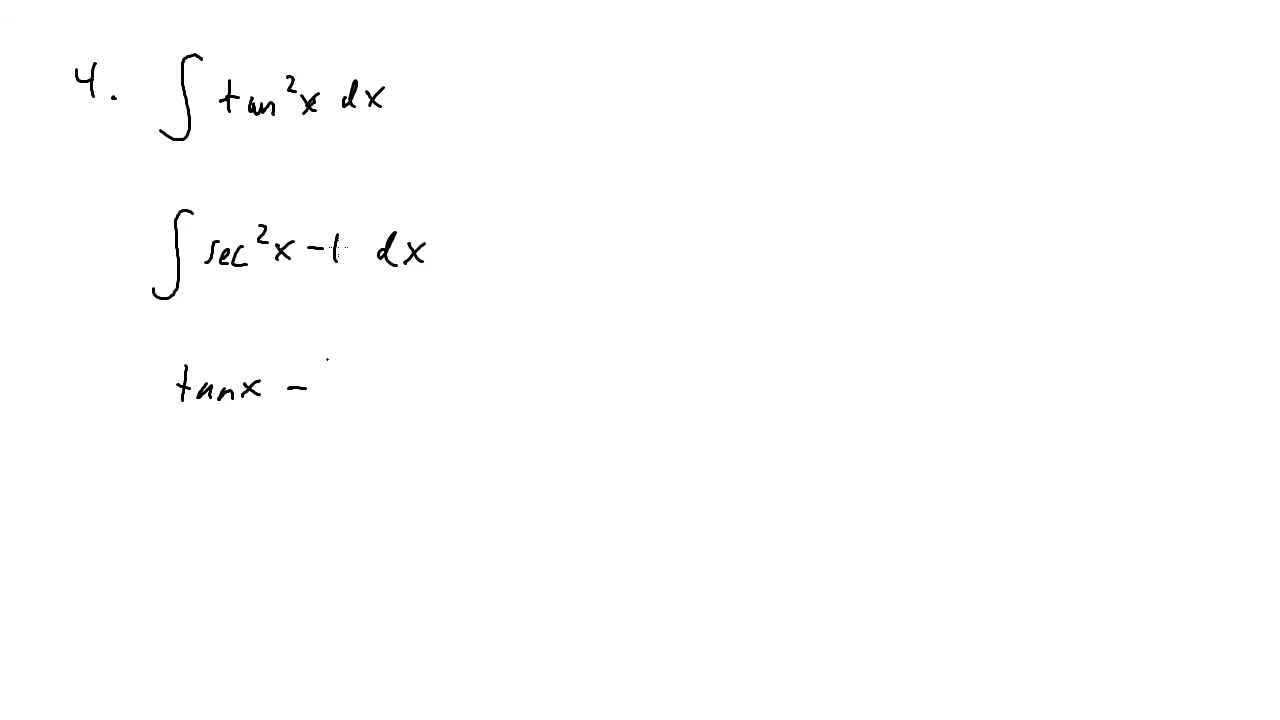 4. ∫ tan²x dx
∫ sec²x - 1 dx
tanx -